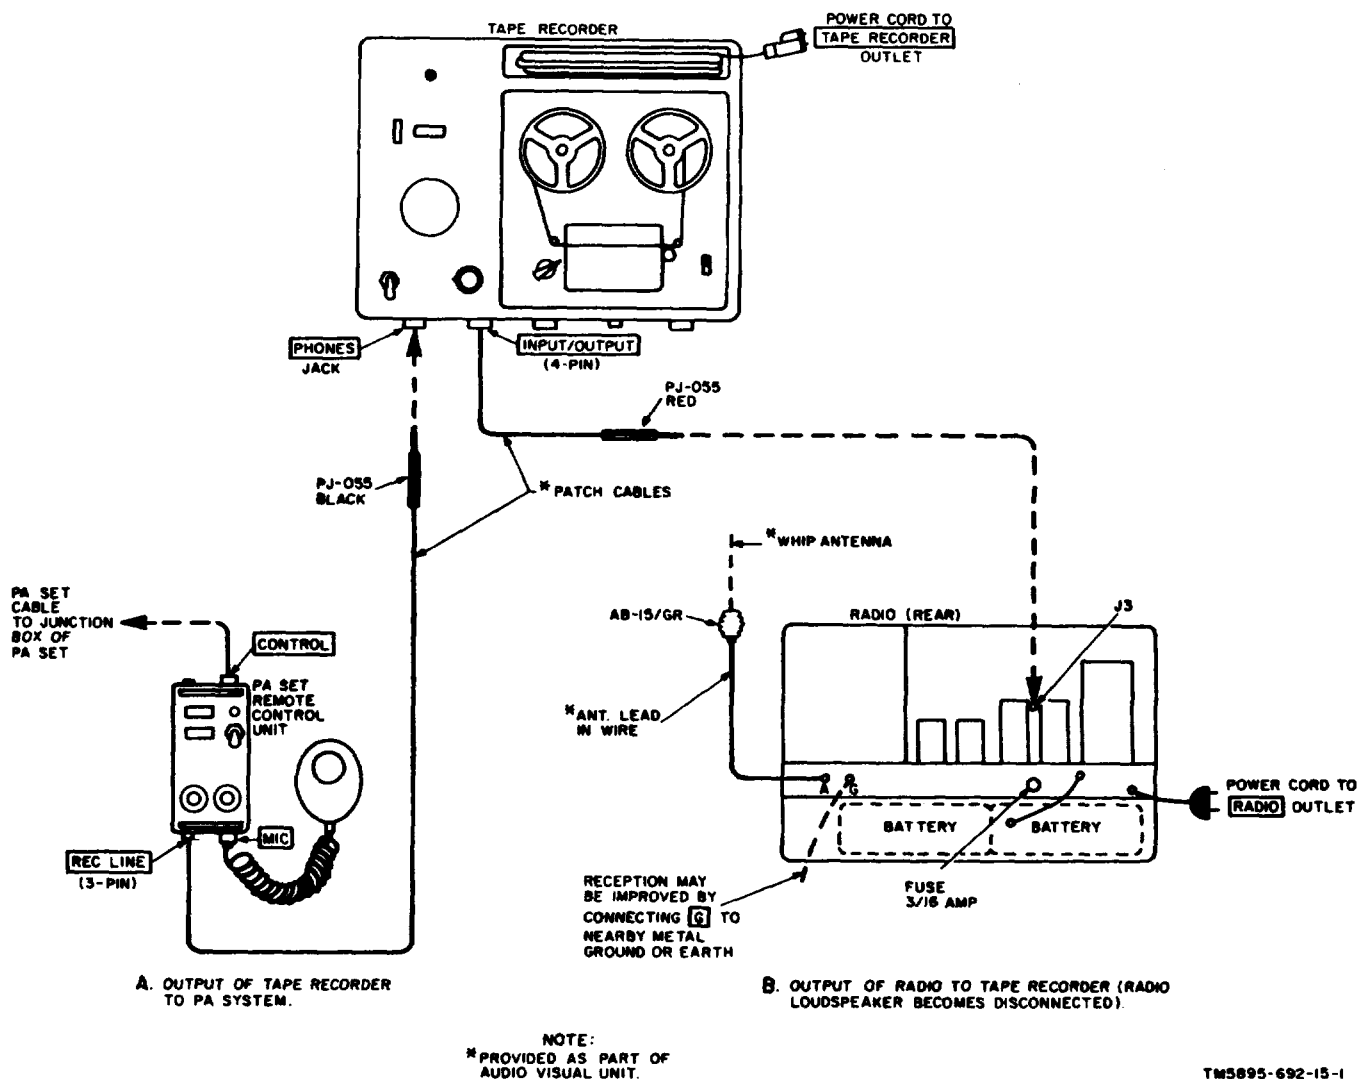 TAPE RECORDER
POWER CORD TO
TAPE RECORDER
OUTLET
PHONES
JACK
INPUT/OUTPUT
(4-PIN)
PJ-055
RED
PJ-055
BLACK
*PATCH CABLES
*WHIP ANTENNA
PA SET
CABLE
TO JUNCTION
BOX OF
PA SET
CONTROL
PA SET
REMOTE
CONTROL
UNIT
AB-15/GR
RADIO (REAR)
J3
*ANT. LEAD
IN WIRE
A
G
POWER CORD TO
RADIO OUTLET
BATTERY
BATTERY
MIC
REC LINE
(3-PIN)
RECEPTION MAY
BE IMPROVED BY
CONNECTING G TO
NEARBY METAL
GROUND OR EARTH
FUSE
3/16 AMP
A. OUTPUT OF TAPE RECORDER
TO PA SYSTEM.
B. OUTPUT OF RADIO TO TAPE RECORDER (RADIO
LOUDSPEAKER BECOMES DISCONNECTED).
NOTE:
*PROVIDED AS PART OF
AUDIO VISUAL UNIT.
TM5895-692-15-1